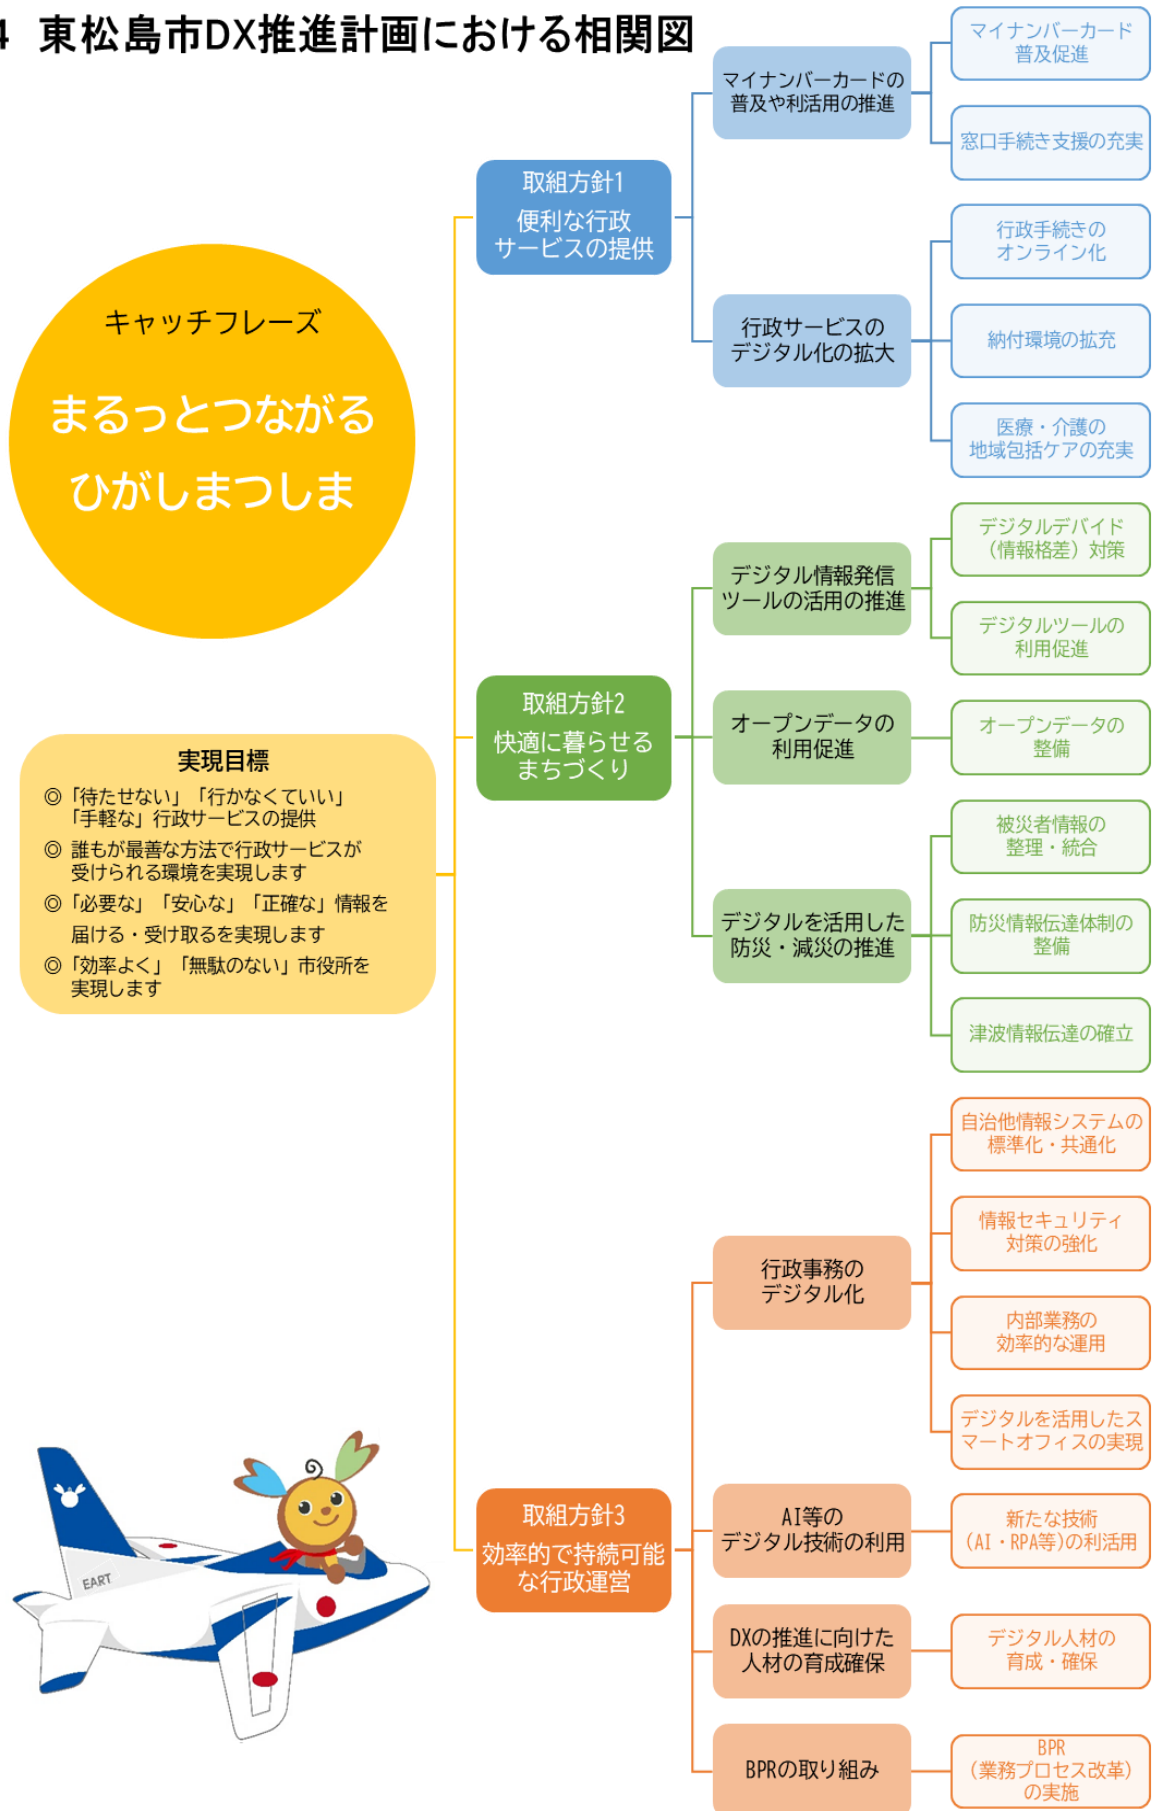 4 東松島市DX推進計画における相関図
キャッチフレーズ
まるっとつながる
ひがしまつしま
実現目標
◎「待たせない」「行かなくていい」
「手軽な」行政サービスの提供
◎ 誰もが最善な方法で行政サービスが
受けられる環境を実現します
◎「必要な」「安心な」「正確な」情報を
届ける・受け取るを実現します
◎「効率よく」「無駄のない」市役所を
実現します
取組方針1
便利な行政
サービスの提供
マイナンバーカードの
普及や利活用の推進
マイナンバーカード
普及促進
窓口手続き支援の充実
行政サービスの
デジタル化の拡大
行政手続きの
オンライン化
納付環境の拡充
医療・介護の
地域包括ケアの充実
取組方針2
快適に暮らせる
まちづくり
デジタル情報発信
ツールの活用の推進
デジタルデバイド
(情報格差)対策
デジタルツールの
利用促進
オープンデータの
利用促進
オープンデータの
整備
デジタルを活用した
防災・減災の推進
被災者情報の
整理・統合
防災情報伝達体制の
整備
津波情報伝達の確立
取組方針3
効率的で持続可能
な行政運営
行政事務の
デジタル化
自治他情報システムの
標準化・共通化
情報セキュリティ
対策の強化
内部業務の
効率的な運用
デジタルを活用したス
マートオフィスの実現
AI等の
デジタル技術の利用
新たな技術
(AI・RPA等)の利活用
DXの推進に向けた
人材の育成確保
デジタル人材の
育成・確保
BPRの取り組み
BPR
(業務プロセス改革)
の実施
EART